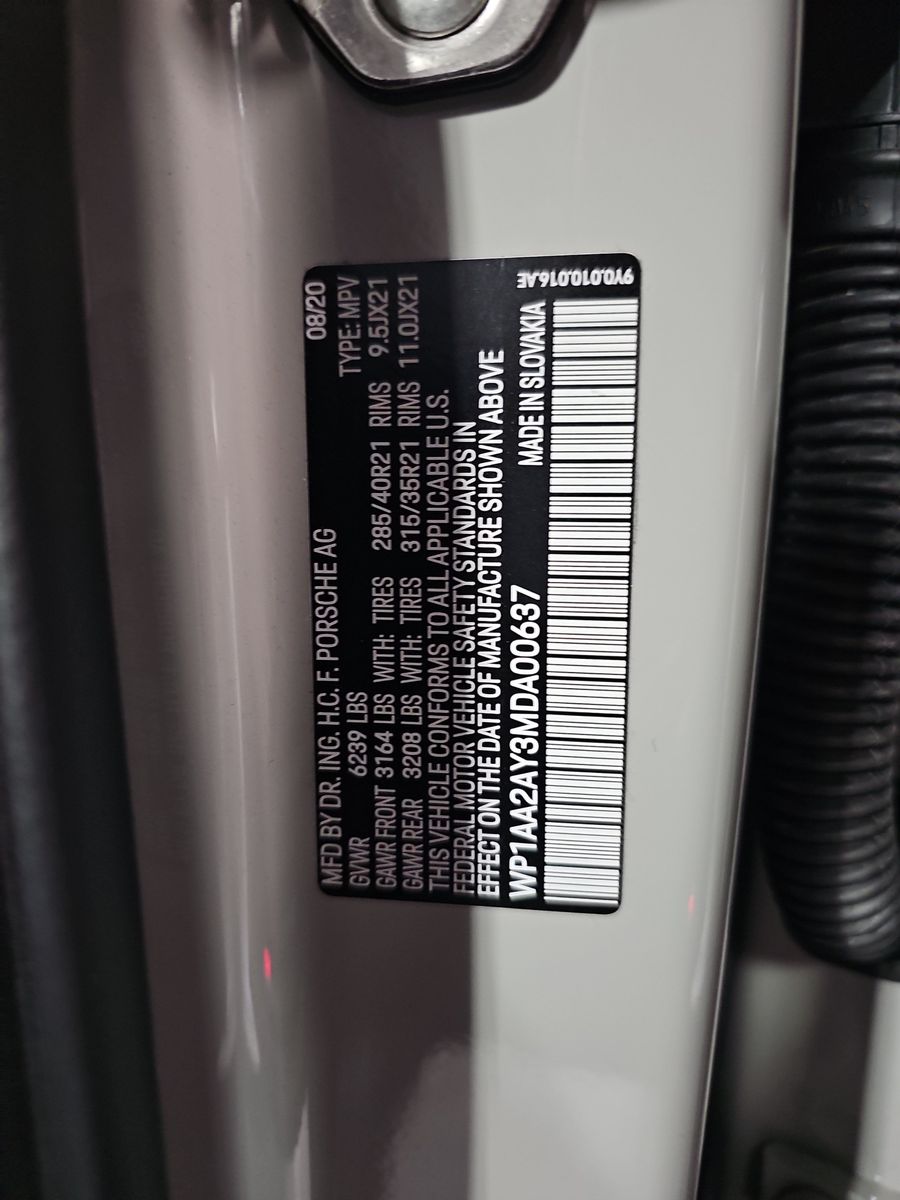 MFD BY DR. ING. H.C. F. PORSCHE AG 08/20
GVWR 6239 LBS TYPE: MPV
GAWR FRONT 3164 LBS WITH: TIRES 285/40R21 RIMS 9.5JX21
GAWR REAR 3208 LBS WITH: TIRES 315/35R21 RIMS 11.0JX21
THIS VEHICLE CONFORMS TO ALL APPLICABLE U.S.
FEDERAL MOTOR VEHICLE SAFETY STANDARDS IN
EFFECT ON THE DATE OF MANUFACTURE SHOWN ABOVE
WP1AA2AY3MDA00637 MADE IN SLOVAKIA
9Y0.010.016.AE